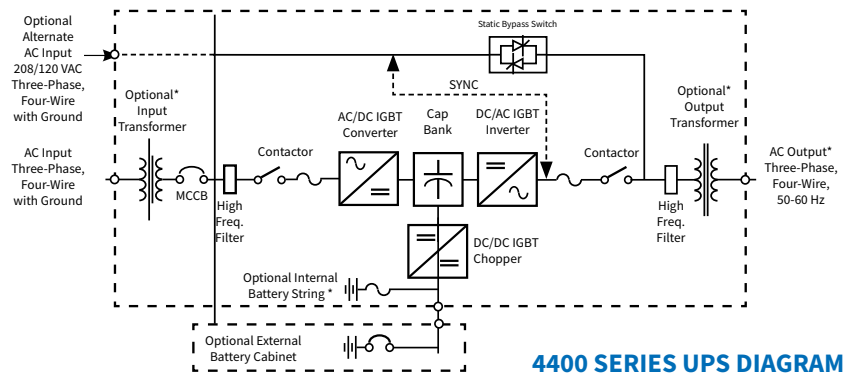 Optional
Alternate
AC Input
208/120 VAC
Three-Phase,
Four-Wire
with Ground
AC Input
Three-Phase,
Four-Wire
with Ground
Optional*
Input
Transformer
MCCB
High
Freq.
Filter
Contactor
AC/DC IGBT
Converter
Cap
Bank
DC/AC IGBT
Inverter
SYNC
Static Bypass Switch
Contactor
High
Freq.
Filter
Optional*
Output
Transformer
AC Output*
Three-Phase,
Four-Wire,
50-60 Hz
DC/DC IGBT
Chopper
Optional Internal
Battery String *
Optional External
Battery Cabinet
4400 SERIES UPS DIAGRAM